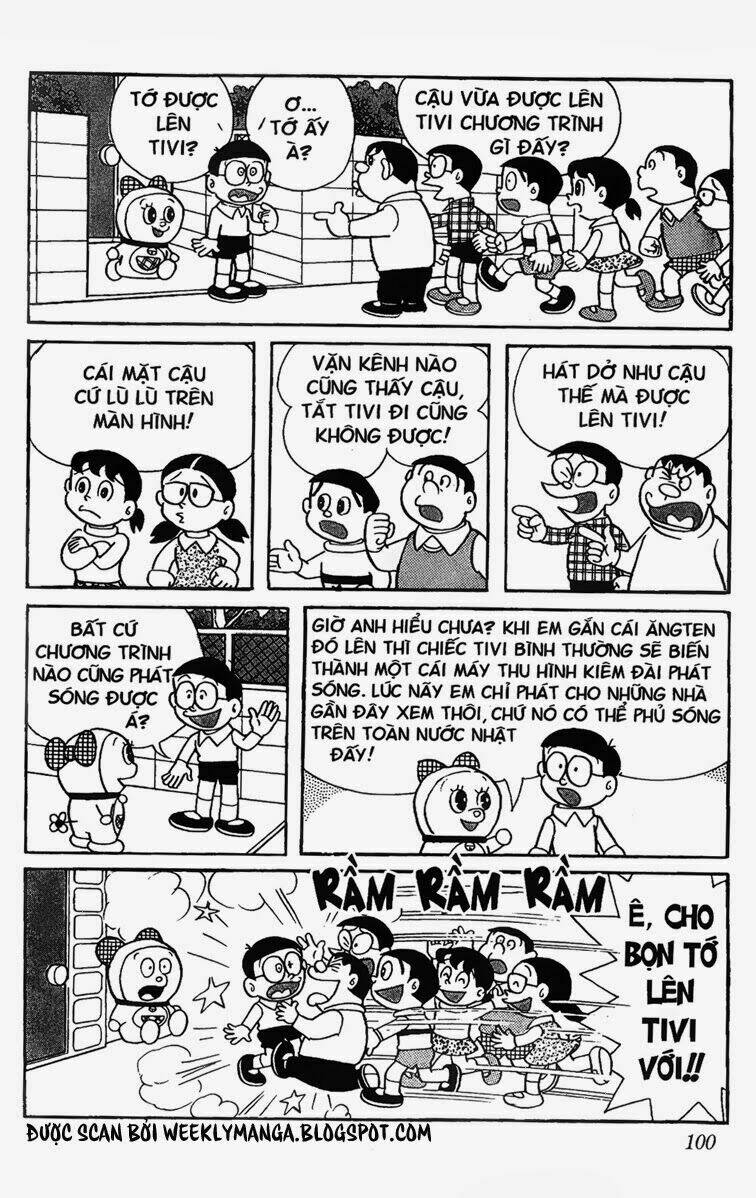 TỚ ĐƯỢC
LÊN
TIVI?
Ơ...
TỚ ẤY
À?
CẬU VỪA ĐƯỢC LÊN
TIVI CHƯƠNG TRÌNH
GÌ ĐẤY?
CÁI MẶT CẬU
CỨ LÙ LÙ TRÊN
MÀN HÌNH!
VẶN KÊNH NÀO
CŨNG THẤY CẬU,
TẮT TIVI ĐI CŨNG
KHÔNG ĐƯỢC!
HÁT DỞ NHƯ CẬU
THẾ MÀ ĐƯỢC
LÊN TIVI!
BẤT CỨ
CHƯƠNG TRÌNH
NÀO CŨNG PHÁT
SÓNG ĐƯỢC
Á?
GIỜ ANH HIỂU CHƯA? KHI EM GẮN CÁI ĂNGTEN
ĐÓ LÊN THÌ CHIẾC TIVI BÌNH THƯỜNG SẼ BIẾN
THÀNH MỘT CÁI MÁY THU HÌNH KIÊM ĐÀI PHÁT
SÓNG. LÚC NÃY EM CHỈ PHÁT CHO NHỮNG NHÀ
GẦN ĐÂY XEM THÔI, CHỨ NÓ CÓ THỂ PHỦ SÓNG
TRÊN TOÀN NƯỚC NHẬT
ĐẤY!
RẦM RẦM RẦM
Ê, CHO
BỌN TỚ
LÊN
TIVI
VỚI!!
ĐƯỢC SCAN BỞI WEEKLYMANGA.BLOGSPOT.COM
100